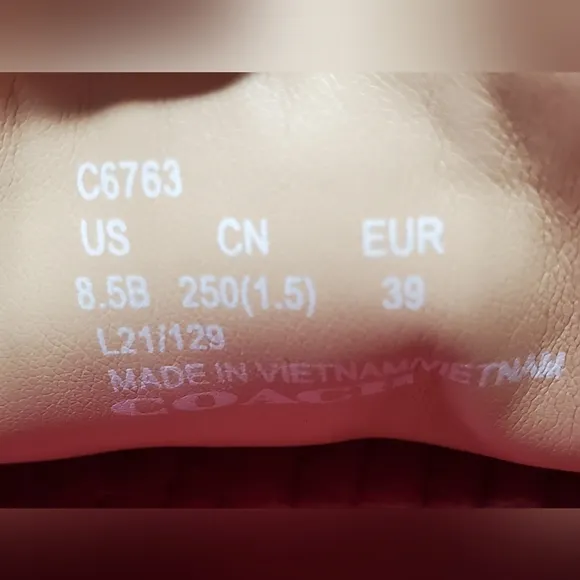 C6763
US CN EUR
8.5B 250(1.5) 39
L21/129
MADE IN VIETNAM/VIETNAM
COACH